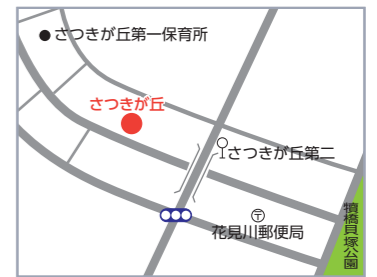 さつきが丘第一保育所
さつきが丘
さつきが丘第二
〒
花見川郵便局
犢橋貝塚公園